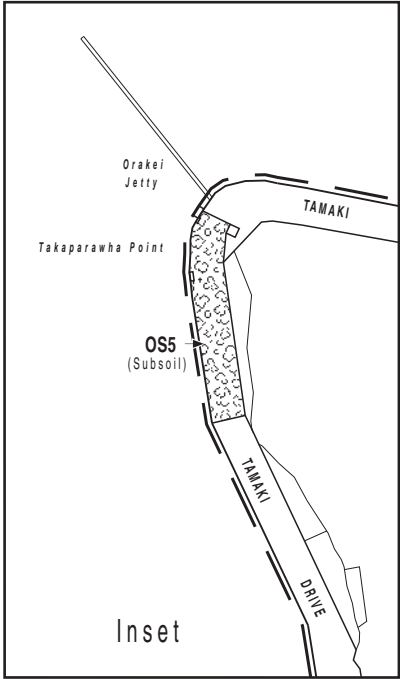 Orakei
Jetty
TAMAKI
Takaparawha Point
OS5
(Subsoil)
TAMAKI
DRIVE
Inset